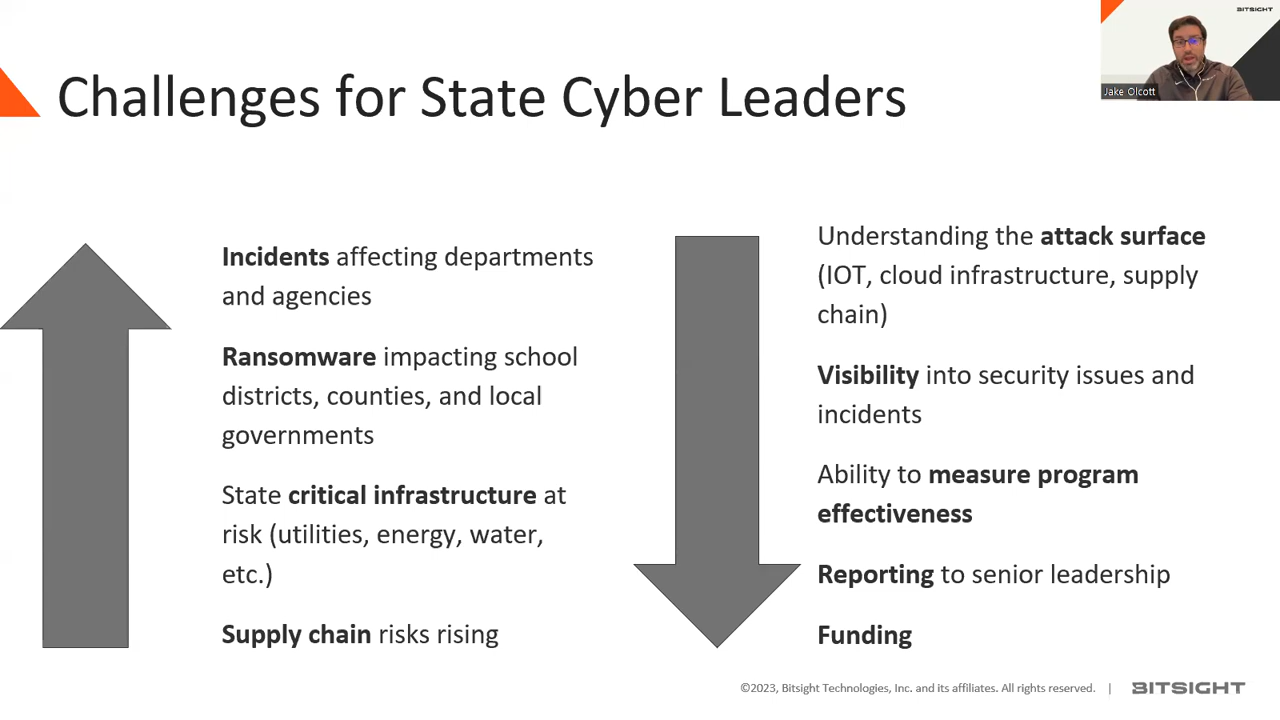 BITSIGHT
Jake Olcott
Challenges for State Cyber Leaders
Incidents affecting departments
and agencies
Ransomware impacting school
districts, counties, and local
governments
State critical infrastructure at
risk (utilities, energy, water,
etc.)
Supply chain risks rising
Understanding the attack surface
(IOT, cloud infrastructure, supply
chain)
Visibility into security issues and
incidents
Ability to measure program
effectiveness
Reporting to senior leadership
Funding
©2023, Bitsight Technologies, Inc. and its affiliates. All rights reserved. | BITSIGHT